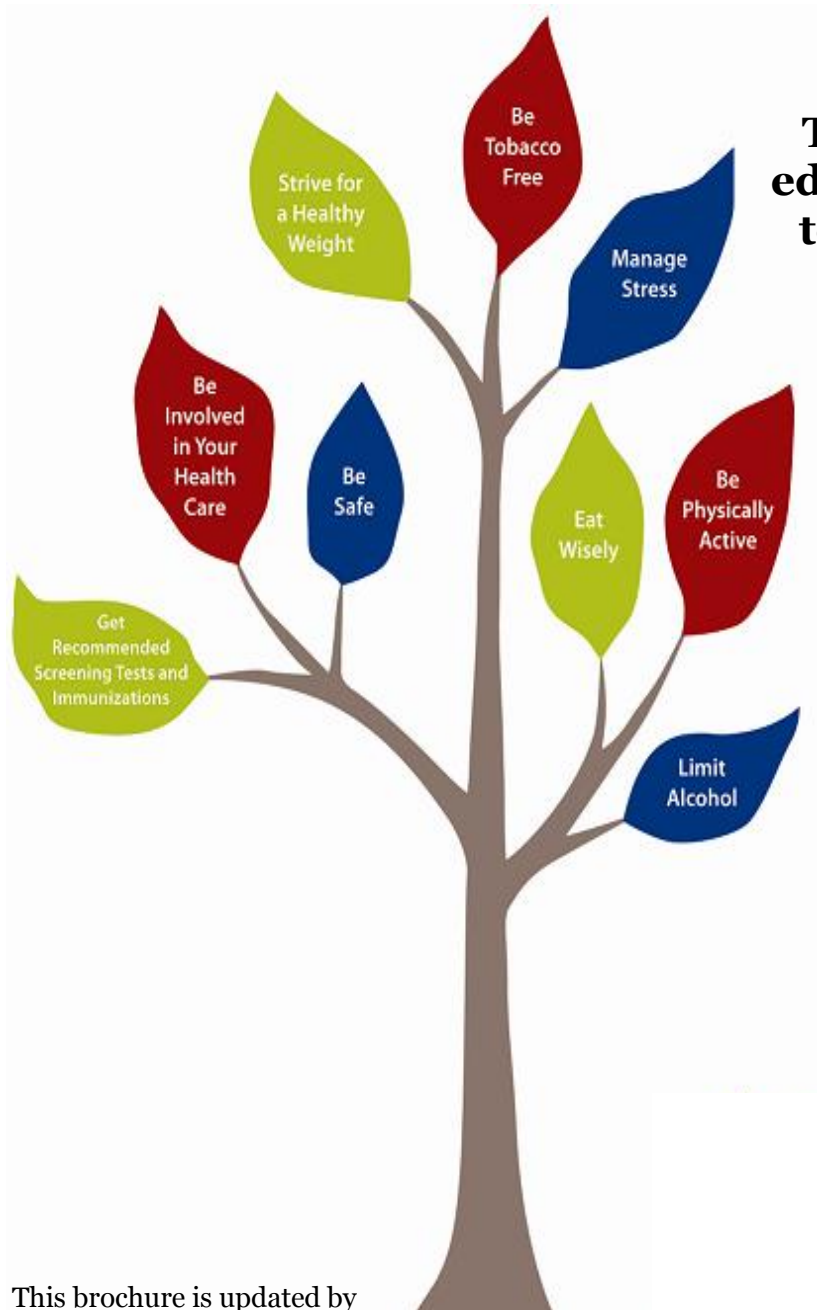 Be
Tobacco
Free
Strive for
a Healthy
Weight
Manage
Stress
Be
Involved
in Your
Health
Care
Be
Safe
Eat
Wisely
Be
Physically
Active
Get
Recommended
Screening Tests and
Immunizations
Limit
Alcohol
This brochure is updated by